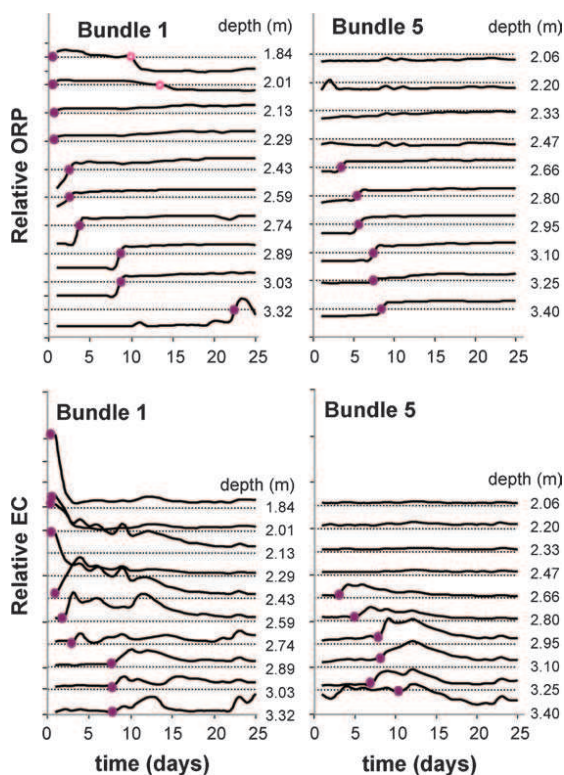 Bundle 1
depth (m)
Bundle 5
depth (m)
Relative ORP
1.84
2.01
2.13
2.29
2.43
2.59
2.74
2.89
3.03
3.32
2.06
2.20
2.33
2.47
2.66
2.80
2.95
3.10
3.25
3.40
0 5 10 15 20 25
0 5 10 15 20 25
Bundle 1
Bundle 5
depth (m)
depth (m)
Relative EC
1.84
2.01
2.13
2.29
2.43
2.59
2.74
2.89
3.03
3.32
2.06
2.20
2.33
2.47
2.66
2.80
2.95
3.10
3.25
3.40
0 5 10 15 20 25
0 5 10 15 20 25
time (days)
time (days)